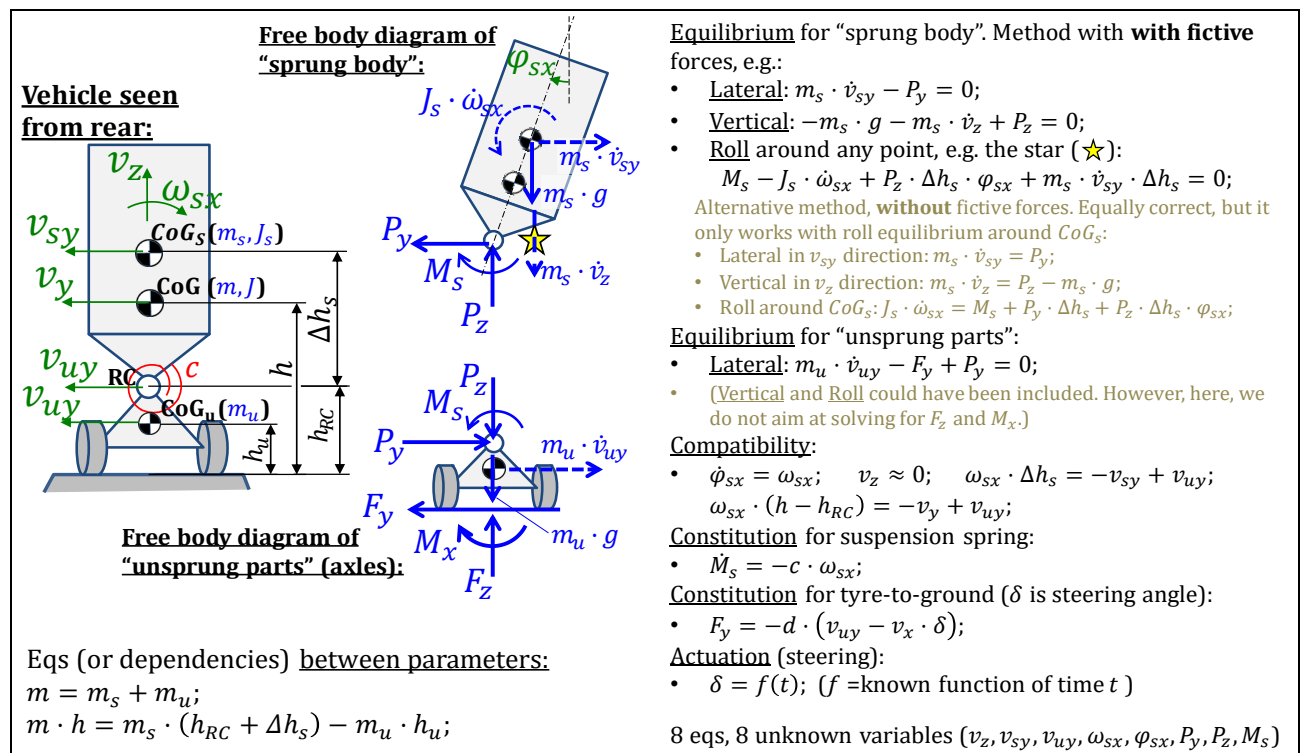 Free body diagram of
“sprung body”:
Vehicle seen
from rear:
v_z
ω_sx
v_sy
CoG_s(m_s, J_s)
v_y
CoG (m, J)
v_uy
RC
c
v_uy
CoG_u(m_u)
h_u
h_RC
h
Δh_s
φ_sx
J_s · ω̇_sx
m_s · v̇_sy
m_s · g
P_y
M_s
m_s · v̇_z
P_z
P_z
M_s
P_y
m_u · v̇_uy
F_y
M_x
m_u · g
F_z
Free body diagram of
“unsprung parts” (axles):
Eqs (or dependencies) between parameters:
m = m_s + m_u;
m · h = m_s · (h_RC + Δh_s) − m_u · h_u;
Equilibrium for “sprung body”. Method with with fictive
forces, e.g.:
• Lateral: m_s · v̇_sy − P_y = 0;
• Vertical: −m_s · g − m_s · v̇_z + P_z = 0;
• Roll around any point, e.g. the star (★):
M_s − J_s · ω̇_sx + P_z · Δh_s · φ_sx + m_s · v̇_sy · Δh_s = 0;
Alternative method, without fictive forces. Equally correct, but it
only works with roll equilibrium around CoG_s:
• Lateral in v_sy direction: m_s · v̇_sy = P_y;
• Vertical in v_z direction: m_s · v̇_z = P_z − m_s · g;
• Roll around CoG_s: J_s · ω̇_sx = M_s + P_y · Δh_s + P_z · Δh_s · φ_sx;
Equilibrium for “unsprung parts”:
• Lateral: m_u · v̇_uy − F_y + P_y = 0;
• (Vertical and Roll could have been included. However, here, we
do not aim at solving for F_z and M_x.)
Compatibility:
• φ̇_sx = ω_sx; v_z ≈ 0; ω_sx · Δh_s = −v_sy + v_uy;
ω_sx · (h − h_RC) = −v_y + v_uy;
Constitution for suspension spring:
• Ṁ_s = −c · ω_sx;
Constitution for tyre-to-ground (δ is steering angle):
• F_y = −d · (v_uy − v_x · δ);
Actuation (steering):
• δ = f(t); (f =known function of time t )
8 eqs, 8 unknown variables (v_z, v_sy, v_uy, ω_sx, φ_sx, P_y, P_z, M_s)